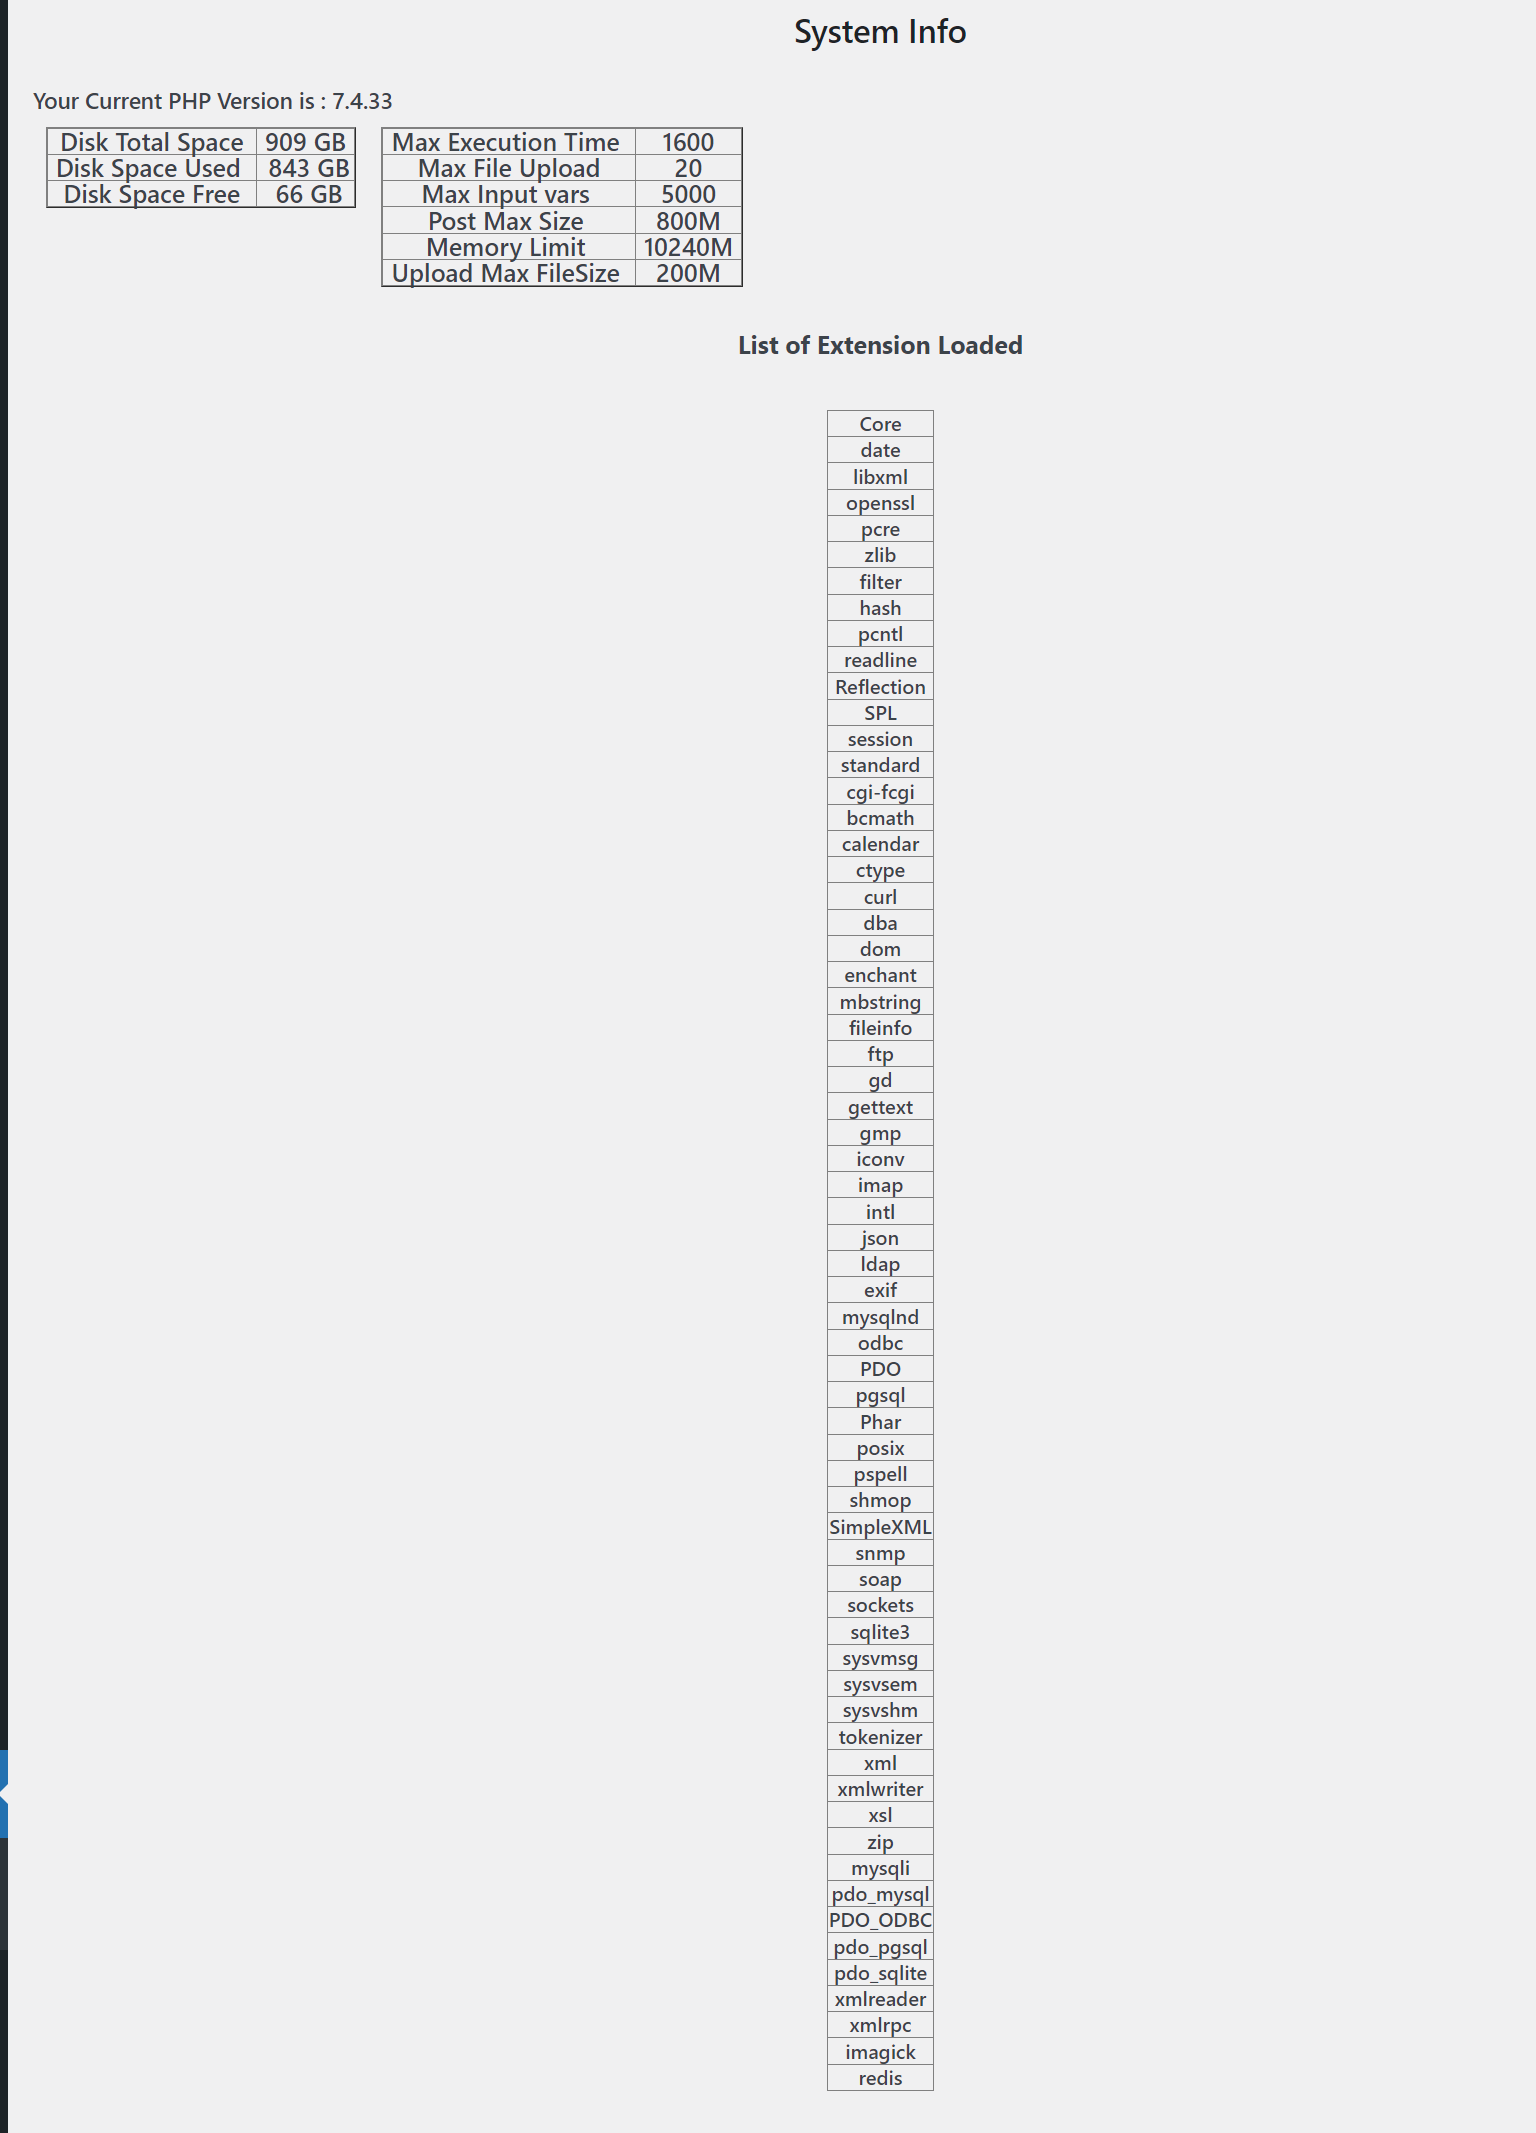 System Info
Your Current PHP Version is : 7.4.33
Disk Total Space 909 GB
Disk Space Used 843 GB
Disk Space Free 66 GB
Max Execution Time 1600
Max File Upload 20
Max Input vars 5000
Post Max Size 800M
Memory Limit 10240M
Upload Max FileSize 200M
List of Extension Loaded
Core
date
libxml
openssl
pcre
zlib
filter
hash
pcntl
readline
Reflection
SPL
session
standard
cgi-fcgi
bcmath
calendar
ctype
curl
dba
dom
enchant
mbstring
fileinfo
ftp
gd
gettext
gmp
iconv
imap
intl
json
ldap
exif
mysqlnd
odbc
PDO
pgsql
Phar
posix
pspell
shmop
SimpleXML
snmp
soap
sockets
sqlite3
sysvmsg
sysvsem
sysvshm
tokenizer
xml
xmlwriter
xsl
zip
mysqli
pdo_mysql
PDO_ODBC
pdo_pgsql
pdo_sqlite
xmlreader
xmlrpc
imagick
redis